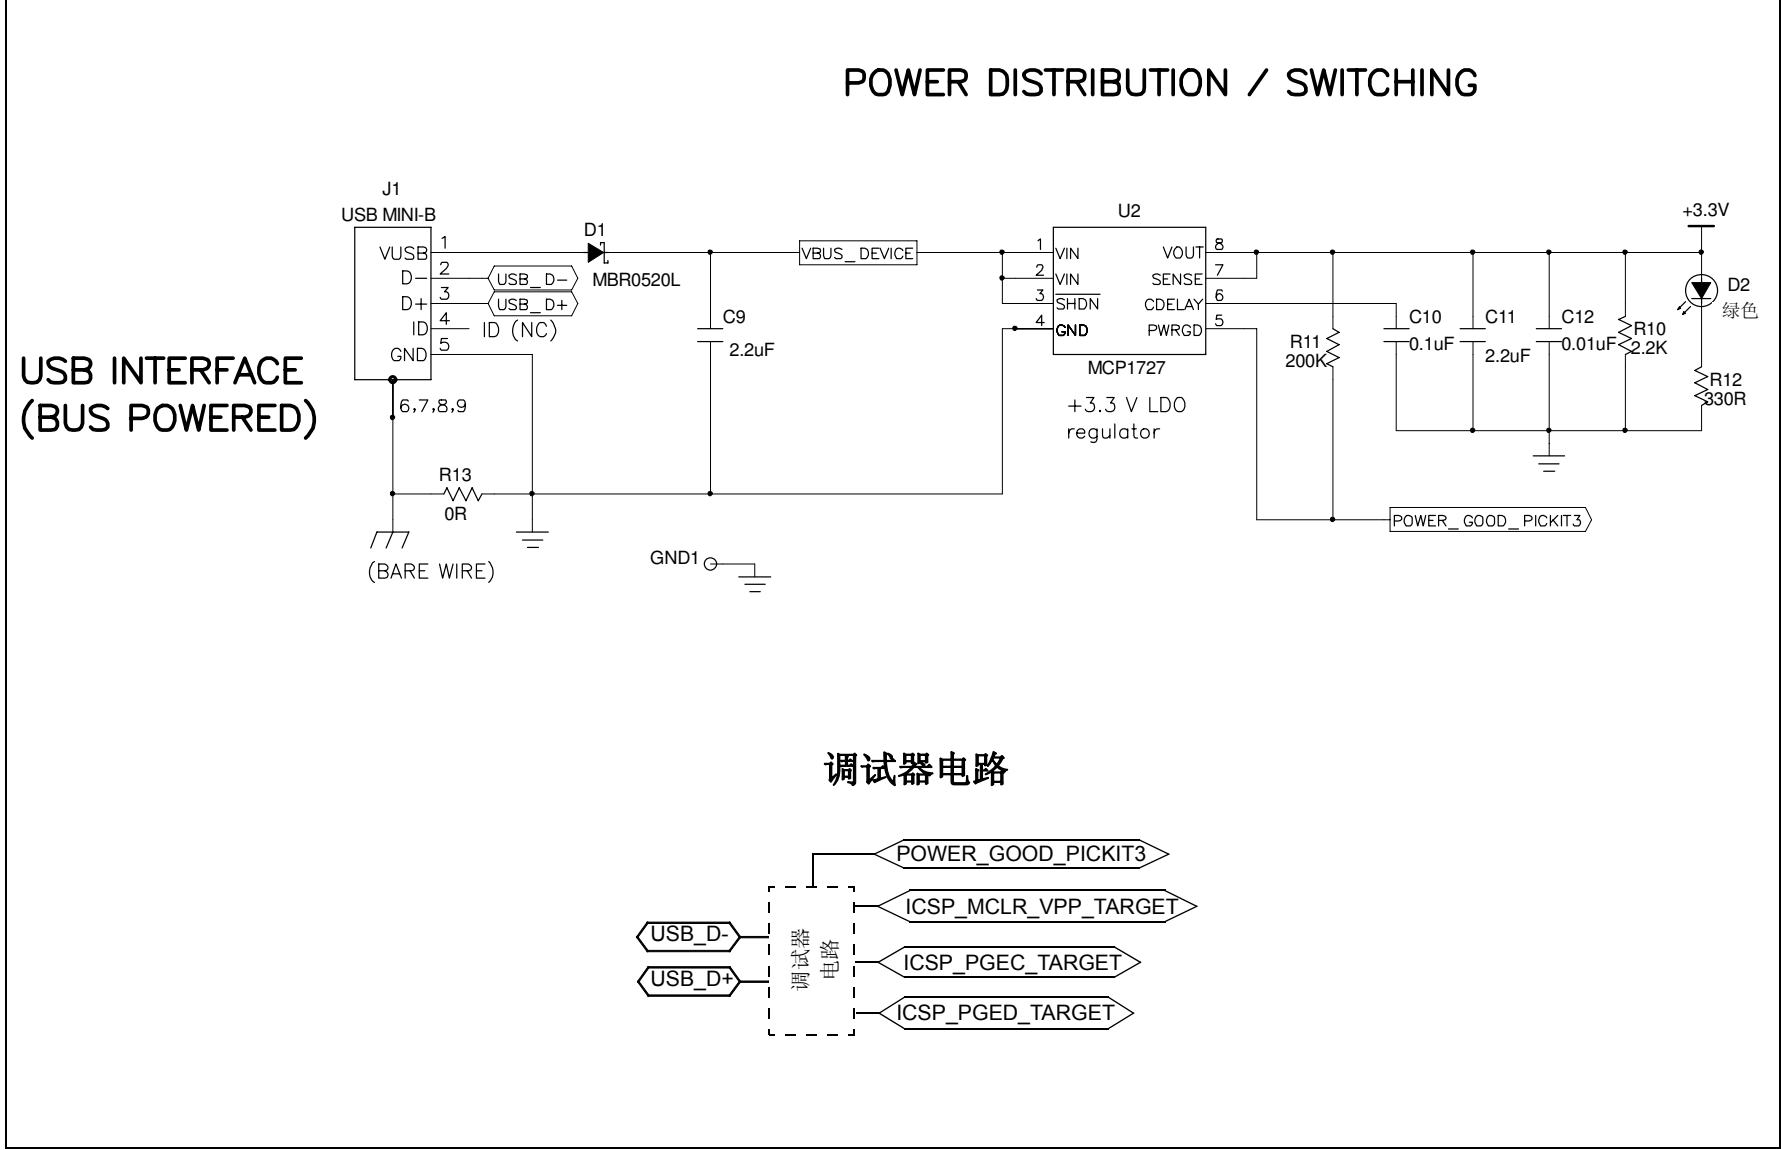 POWER DISTRIBUTION / SWITCHING
J1
USB MINI-B
VUSB 1
D- 2 USB_D-
D+ 3 USB_D+
ID 4 ID (NC)
GND 5
6,7,8,9
USB INTERFACE
(BUS POWERED)
R13
0R
(BARE WIRE)
D1
MBR0520L
C9
2.2uF
VBUS_DEVICE
GND1
U2
1 VIN VOUT 8
2 VIN SENSE 7
3 SHDN CDELAY 6
4 GND PWRGD 5
MCP1727
+3.3 V LDO
regulator
R11
200K
C10
0.1uF
C11
2.2uF
C12
0.01uF
R10
2.2K
+3.3V
D2
绿色
R12
330R
POWER_GOOD_PICKIT3
调试器电路
POWER_GOOD_PICKIT3
ICSP_MCLR_VPP_TARGET
USB_D-
调试器
电路
ICSP_PGEC_TARGET
USB_D+
ICSP_PGED_TARGET